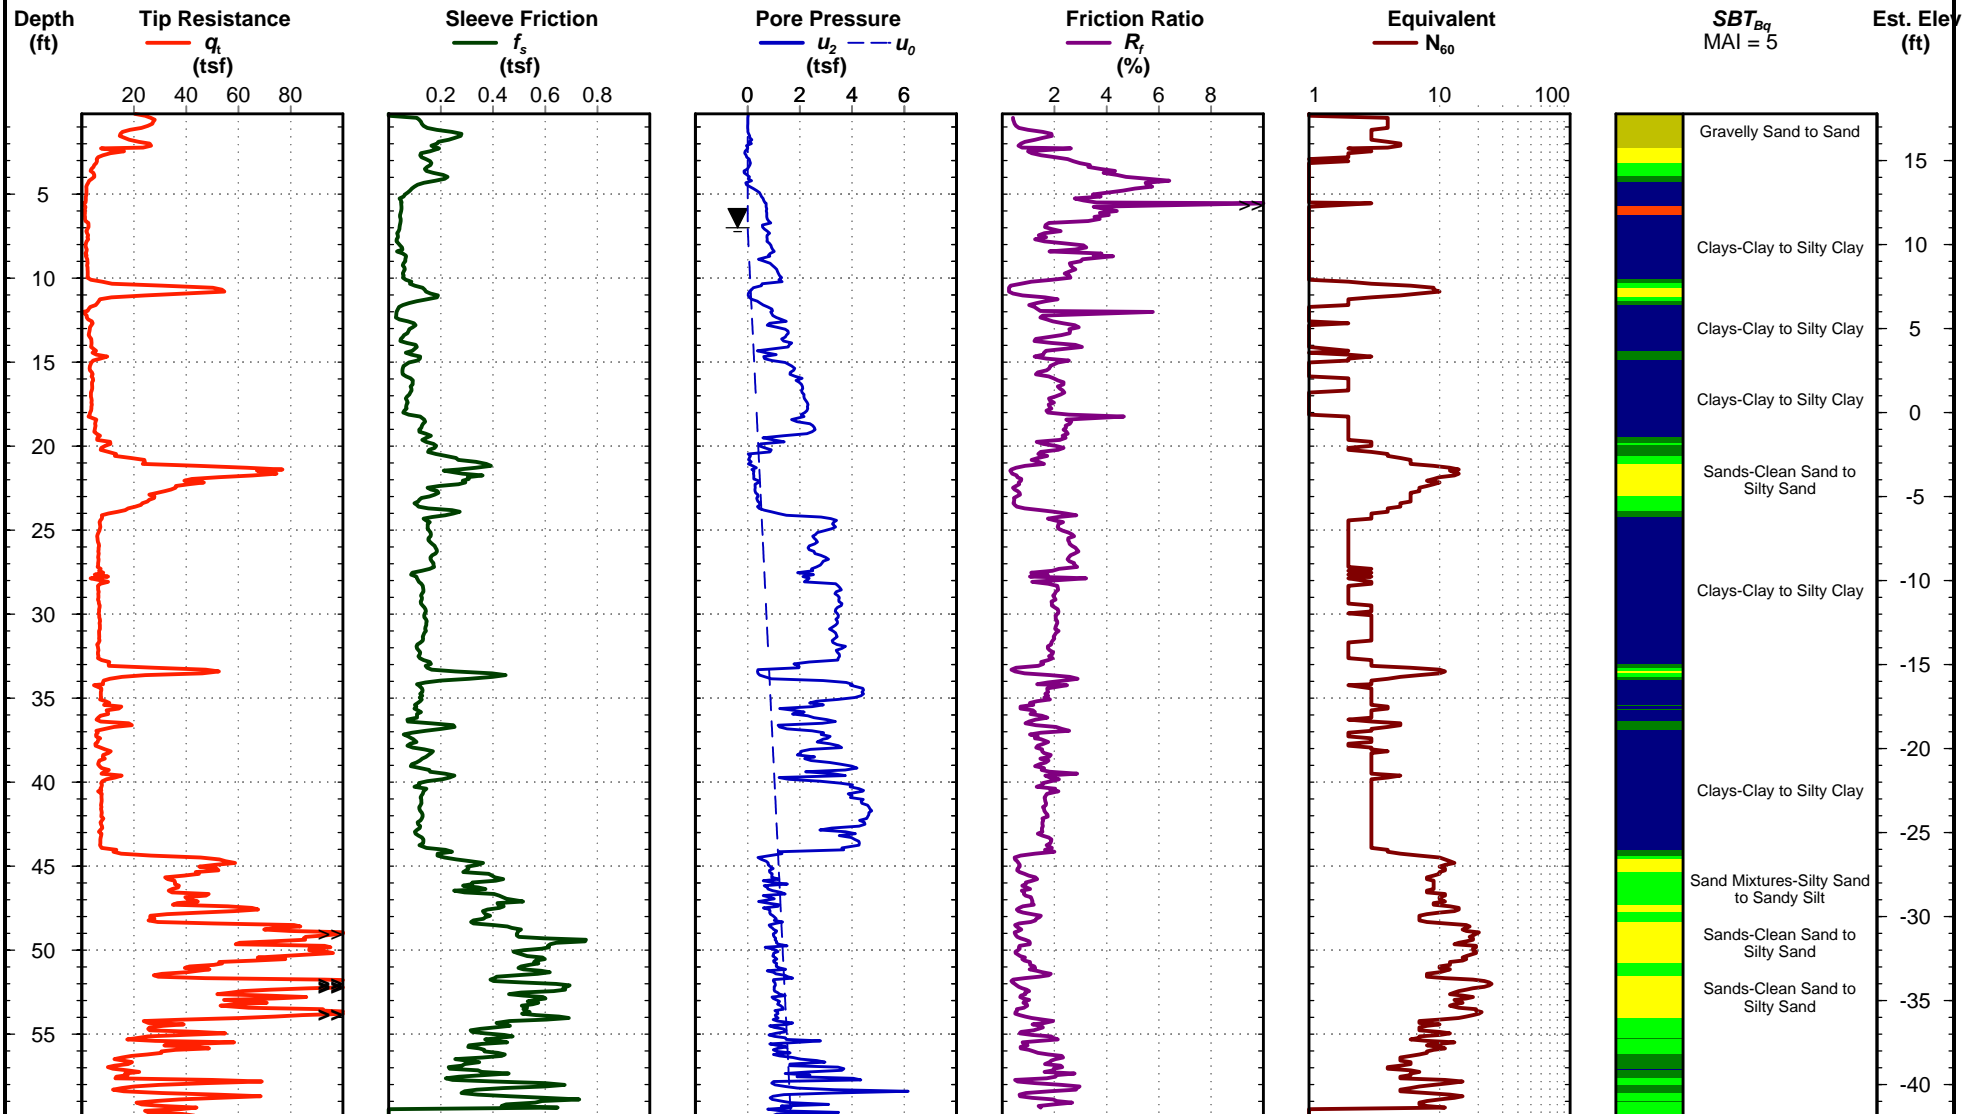 Depth
(ft)
Tip Resistance
qt
(tsf)
Sleeve Friction
fs
(tsf)
Pore Pressure
u2 u0
(tsf)
Friction Ratio
Rf
(%)
Equivalent
N60
SBTBq
MAI = 5
Est. Elev
(ft)
20 40 60 80
0.2 0.4 0.6 0.8
0 2 4 6
2 4 6 8
1 10 100
5
10
15
20
25
30
35
40
45
50
55
>>
>>
>>
>>
>>
Gravelly Sand to Sand
Clays-Clay to Silty Clay
Clays-Clay to Silty Clay
Clays-Clay to Silty Clay
Sands-Clean Sand to
Silty Sand
Clays-Clay to Silty Clay
Clays-Clay to Silty Clay
Sand Mixtures-Silty Sand
to Sandy Silt
Sands-Clean Sand to
Silty Sand
Sands-Clean Sand to
Silty Sand
15
10
5
0
-5
-10
-15
-20
-25
-30
-35
-40